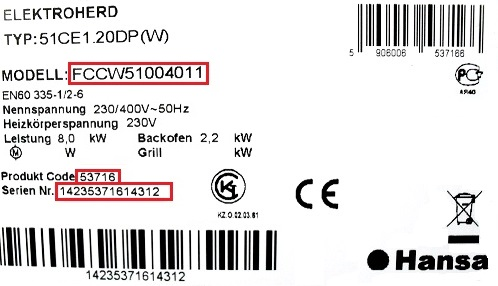 ELEKTROHERD
TYP: 51CE1.20DP(W)
MODELL: FCCW51004011
EN60 335-1/2-6
Nennspannung 230/400V~50Hz
Heizkörperspannung 230V
Leistung 8,0 kW Backofen 2,2 kW
M W Grill kW
Produkt Code 53716
Serien Nr. 14235371614312
5 906006 537166
AЯ40
KZ.O.02.03.61
CE
Hansa
14235371614312